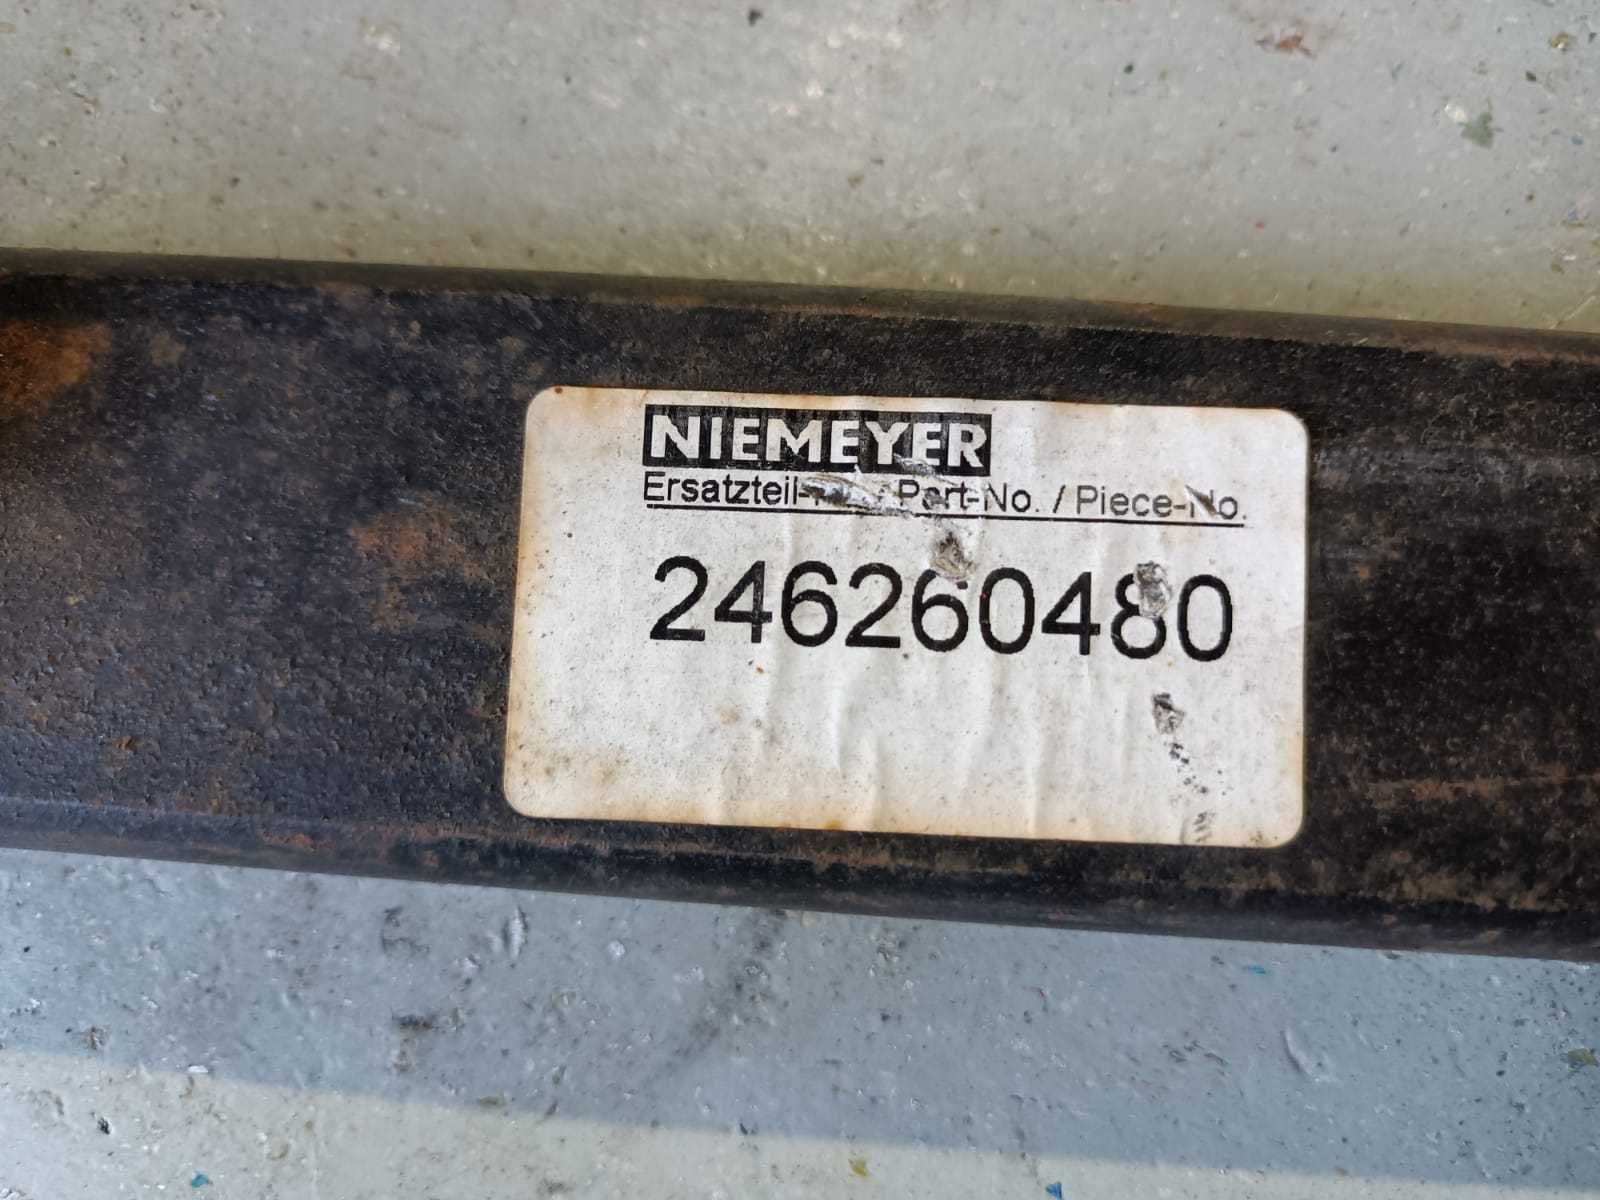 NIEMEYER
Ersatzteil- / Part-No. / Piece-No.
246260480